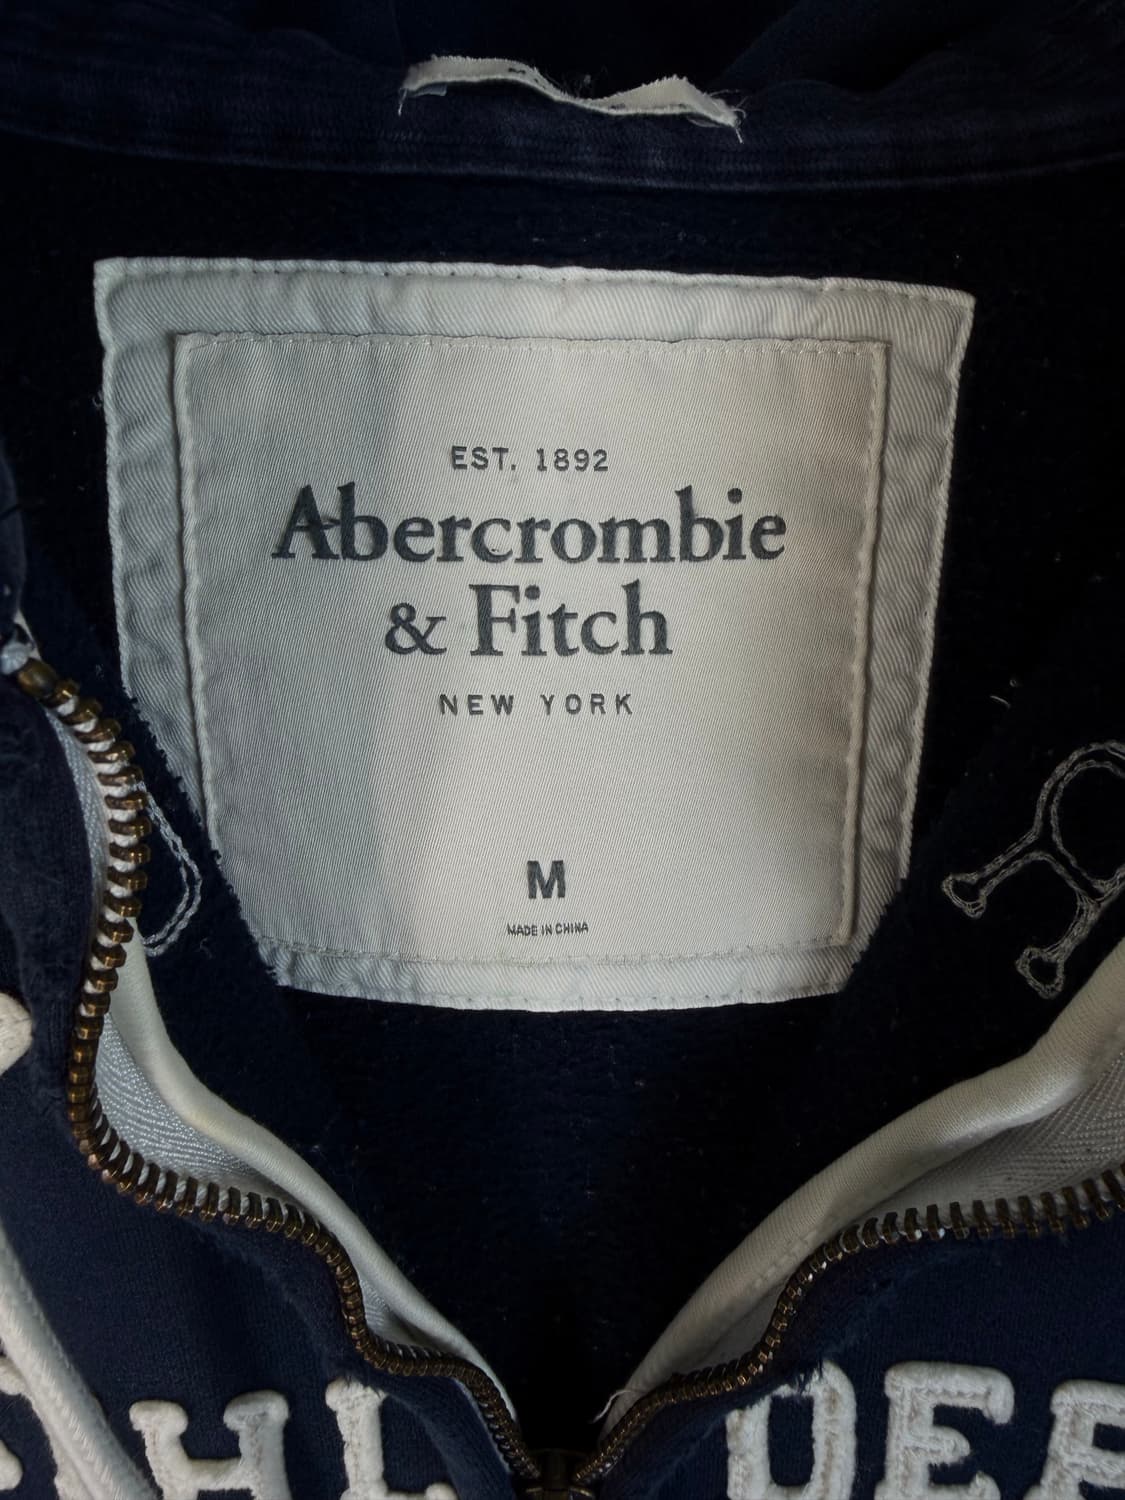 EST. 1892
Abercrombie
& Fitch
NEW YORK
M
MADE IN CHINA